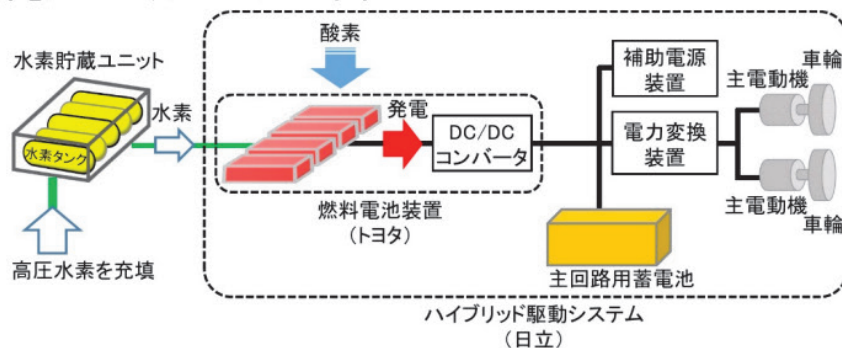 水素貯蔵ユニット
水素タンク
高圧水素を充填
水素
酸素
発電
DC/DC
コンバータ
燃料電池装置
(トヨタ)
補助電源
装置
電力変換
装置
主回路用蓄電池
主電動機
車輪
主電動機
車輪
ハイブリッド駆動システム
(日立)